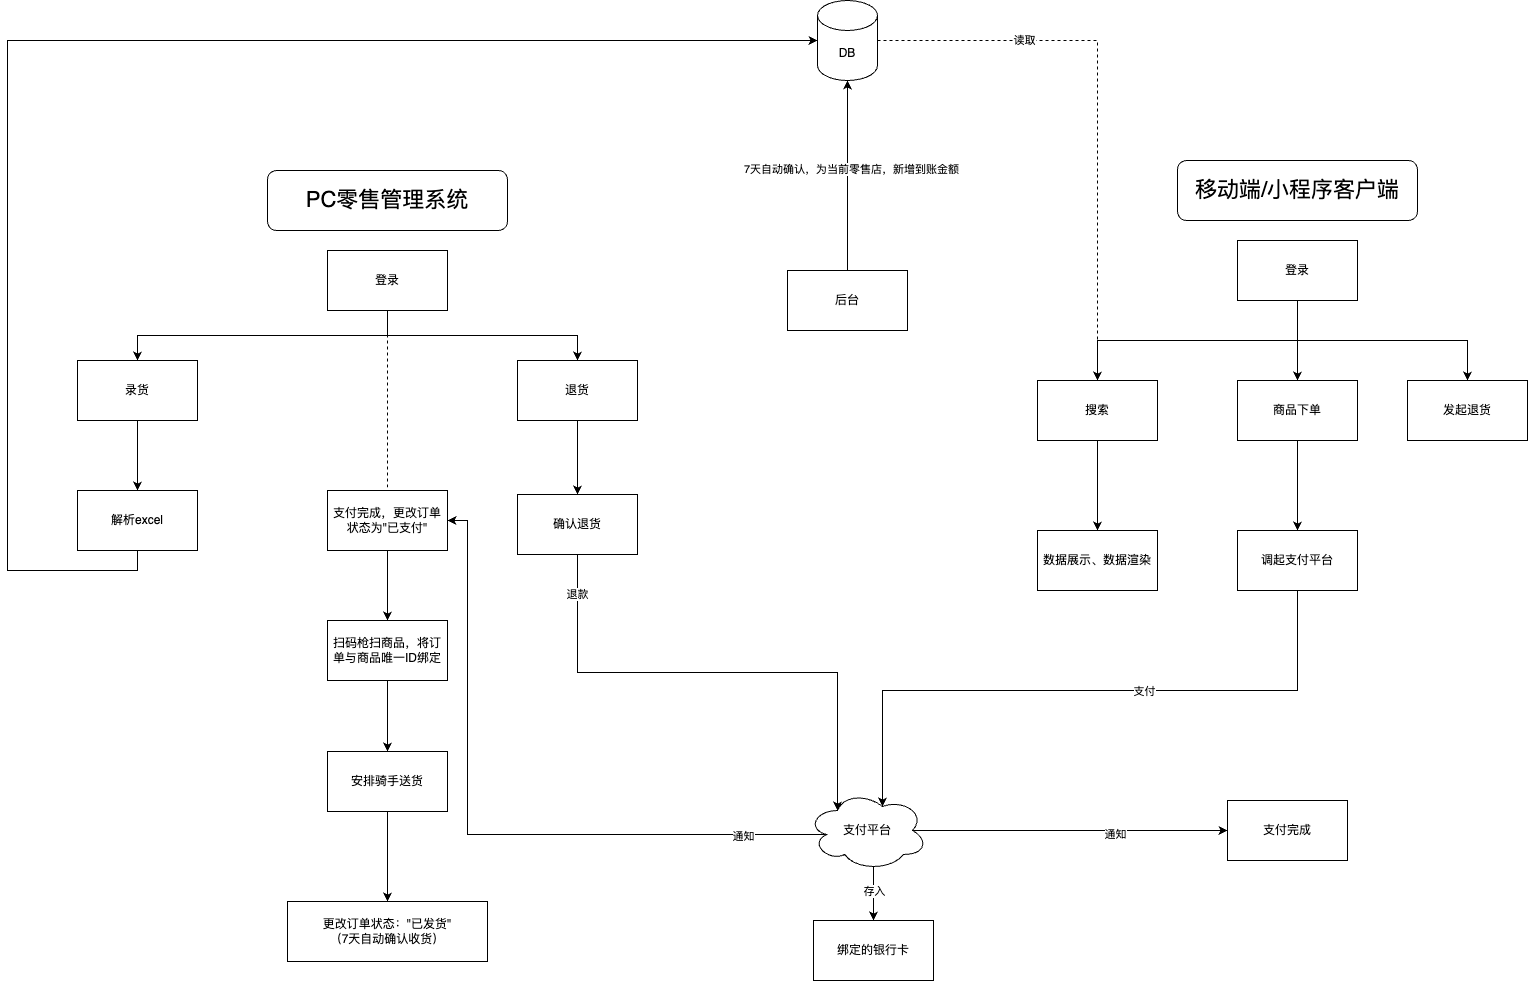 DB
读取
7天自动确认，为当前零售店，新增到账金额
后台
PC零售管理系统
登录
录货
退货
解析excel
支付完成，更改订单
状态为"已支付"
确认退货
退款
扫码枪扫商品，将订
单与商品唯一ID绑定
安排骑手送货
更改订单状态："已发货"
（7天自动确认收货）
移动端/小程序客户端
登录
搜索
商品下单
发起退货
数据展示、数据渲染
调起支付平台
支付
支付平台
通知
通知
支付完成
存入
绑定的银行卡